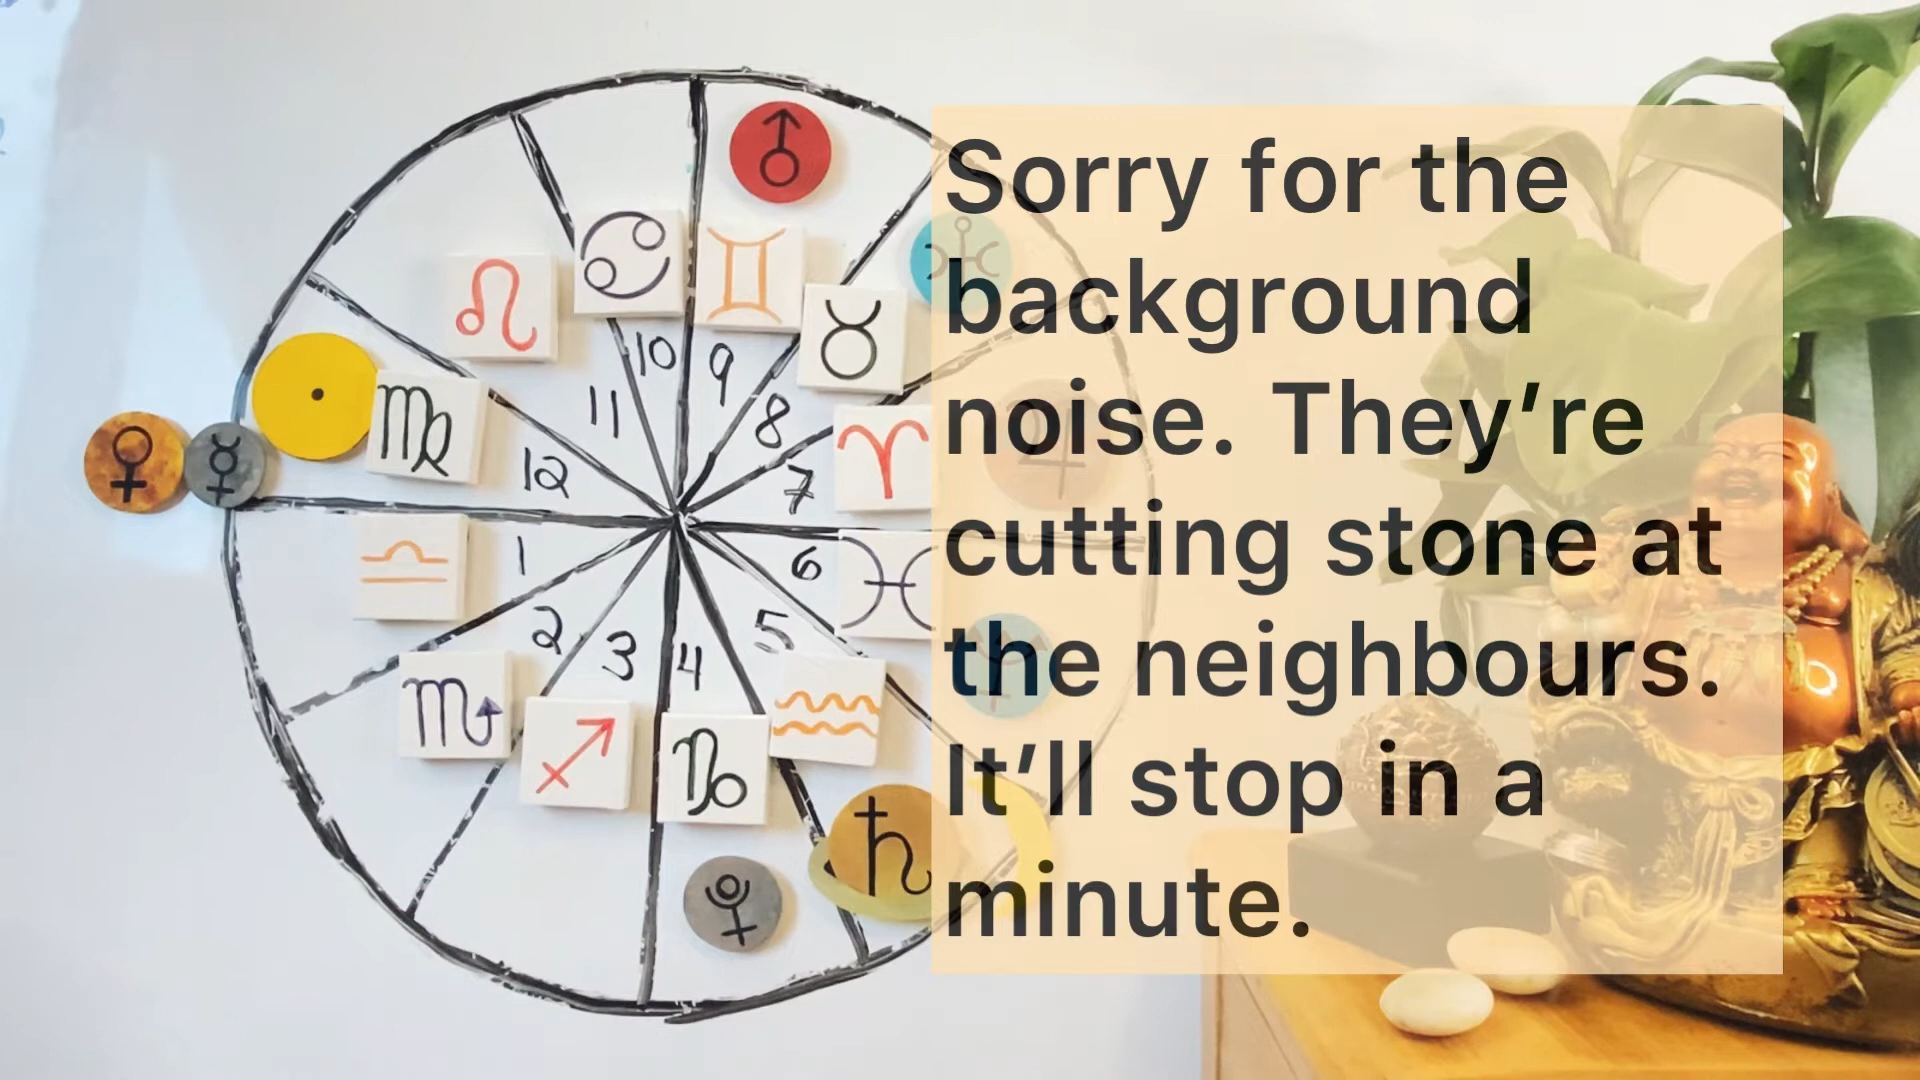 Sorry for the
background
noise. They’re
cutting stone at
the neighbours.
It’ll stop in a
minute.
10
9
11
8
12
7
1
6
2
5
3
4